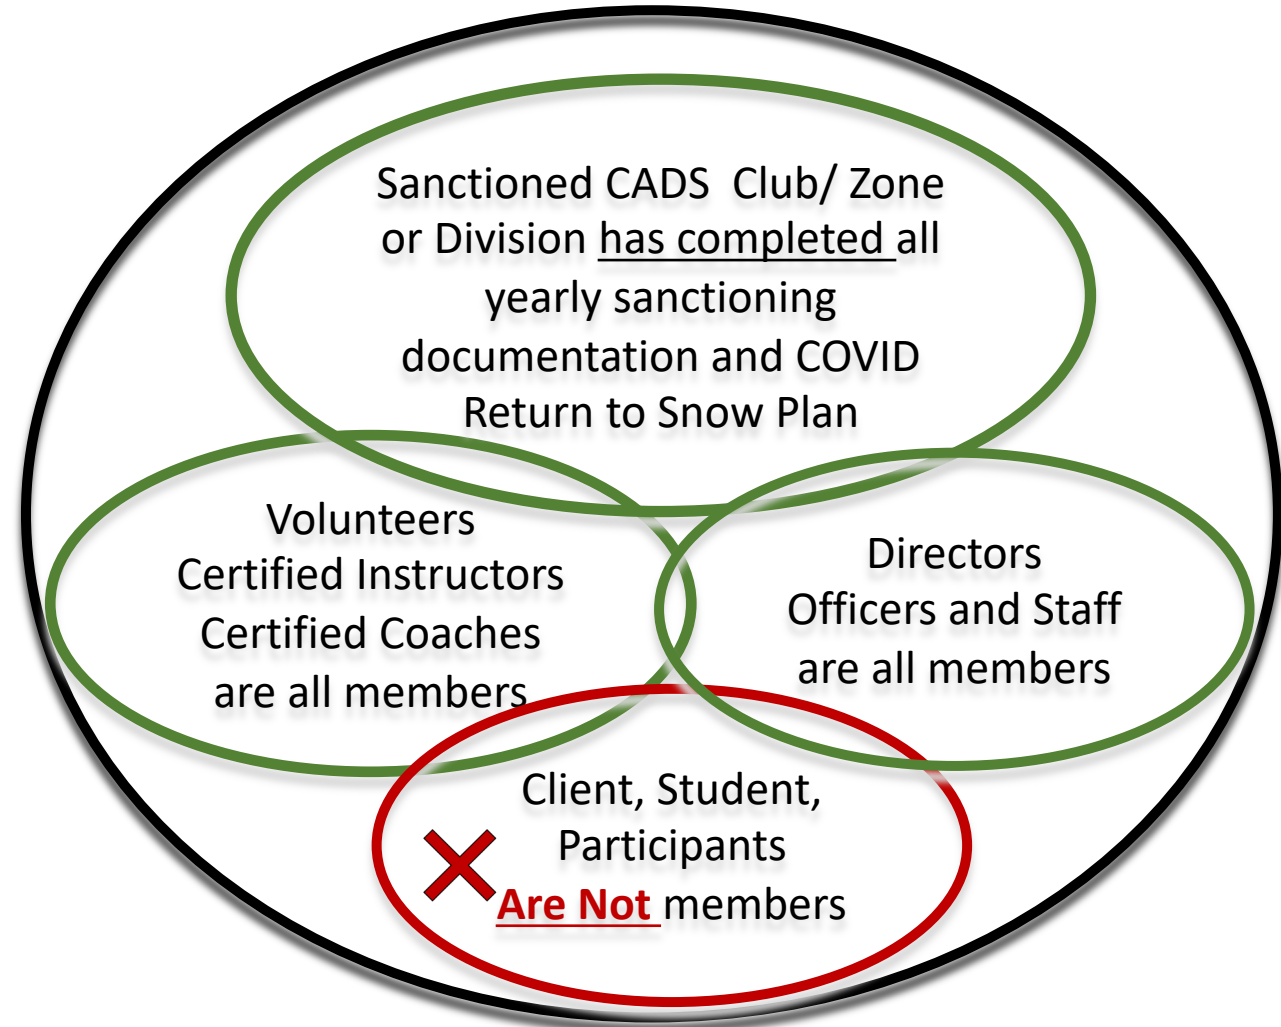 Sanctioned CADS  Club/ Zone
or Division has completed all
yearly sanctioning
documentation and COVID
Return to Snow Plan
Volunteers
Certified Instructors
Certified Coaches
are all members
Directors
Officers and Staff
are all members
Client, Student,
Participants
Are Not members